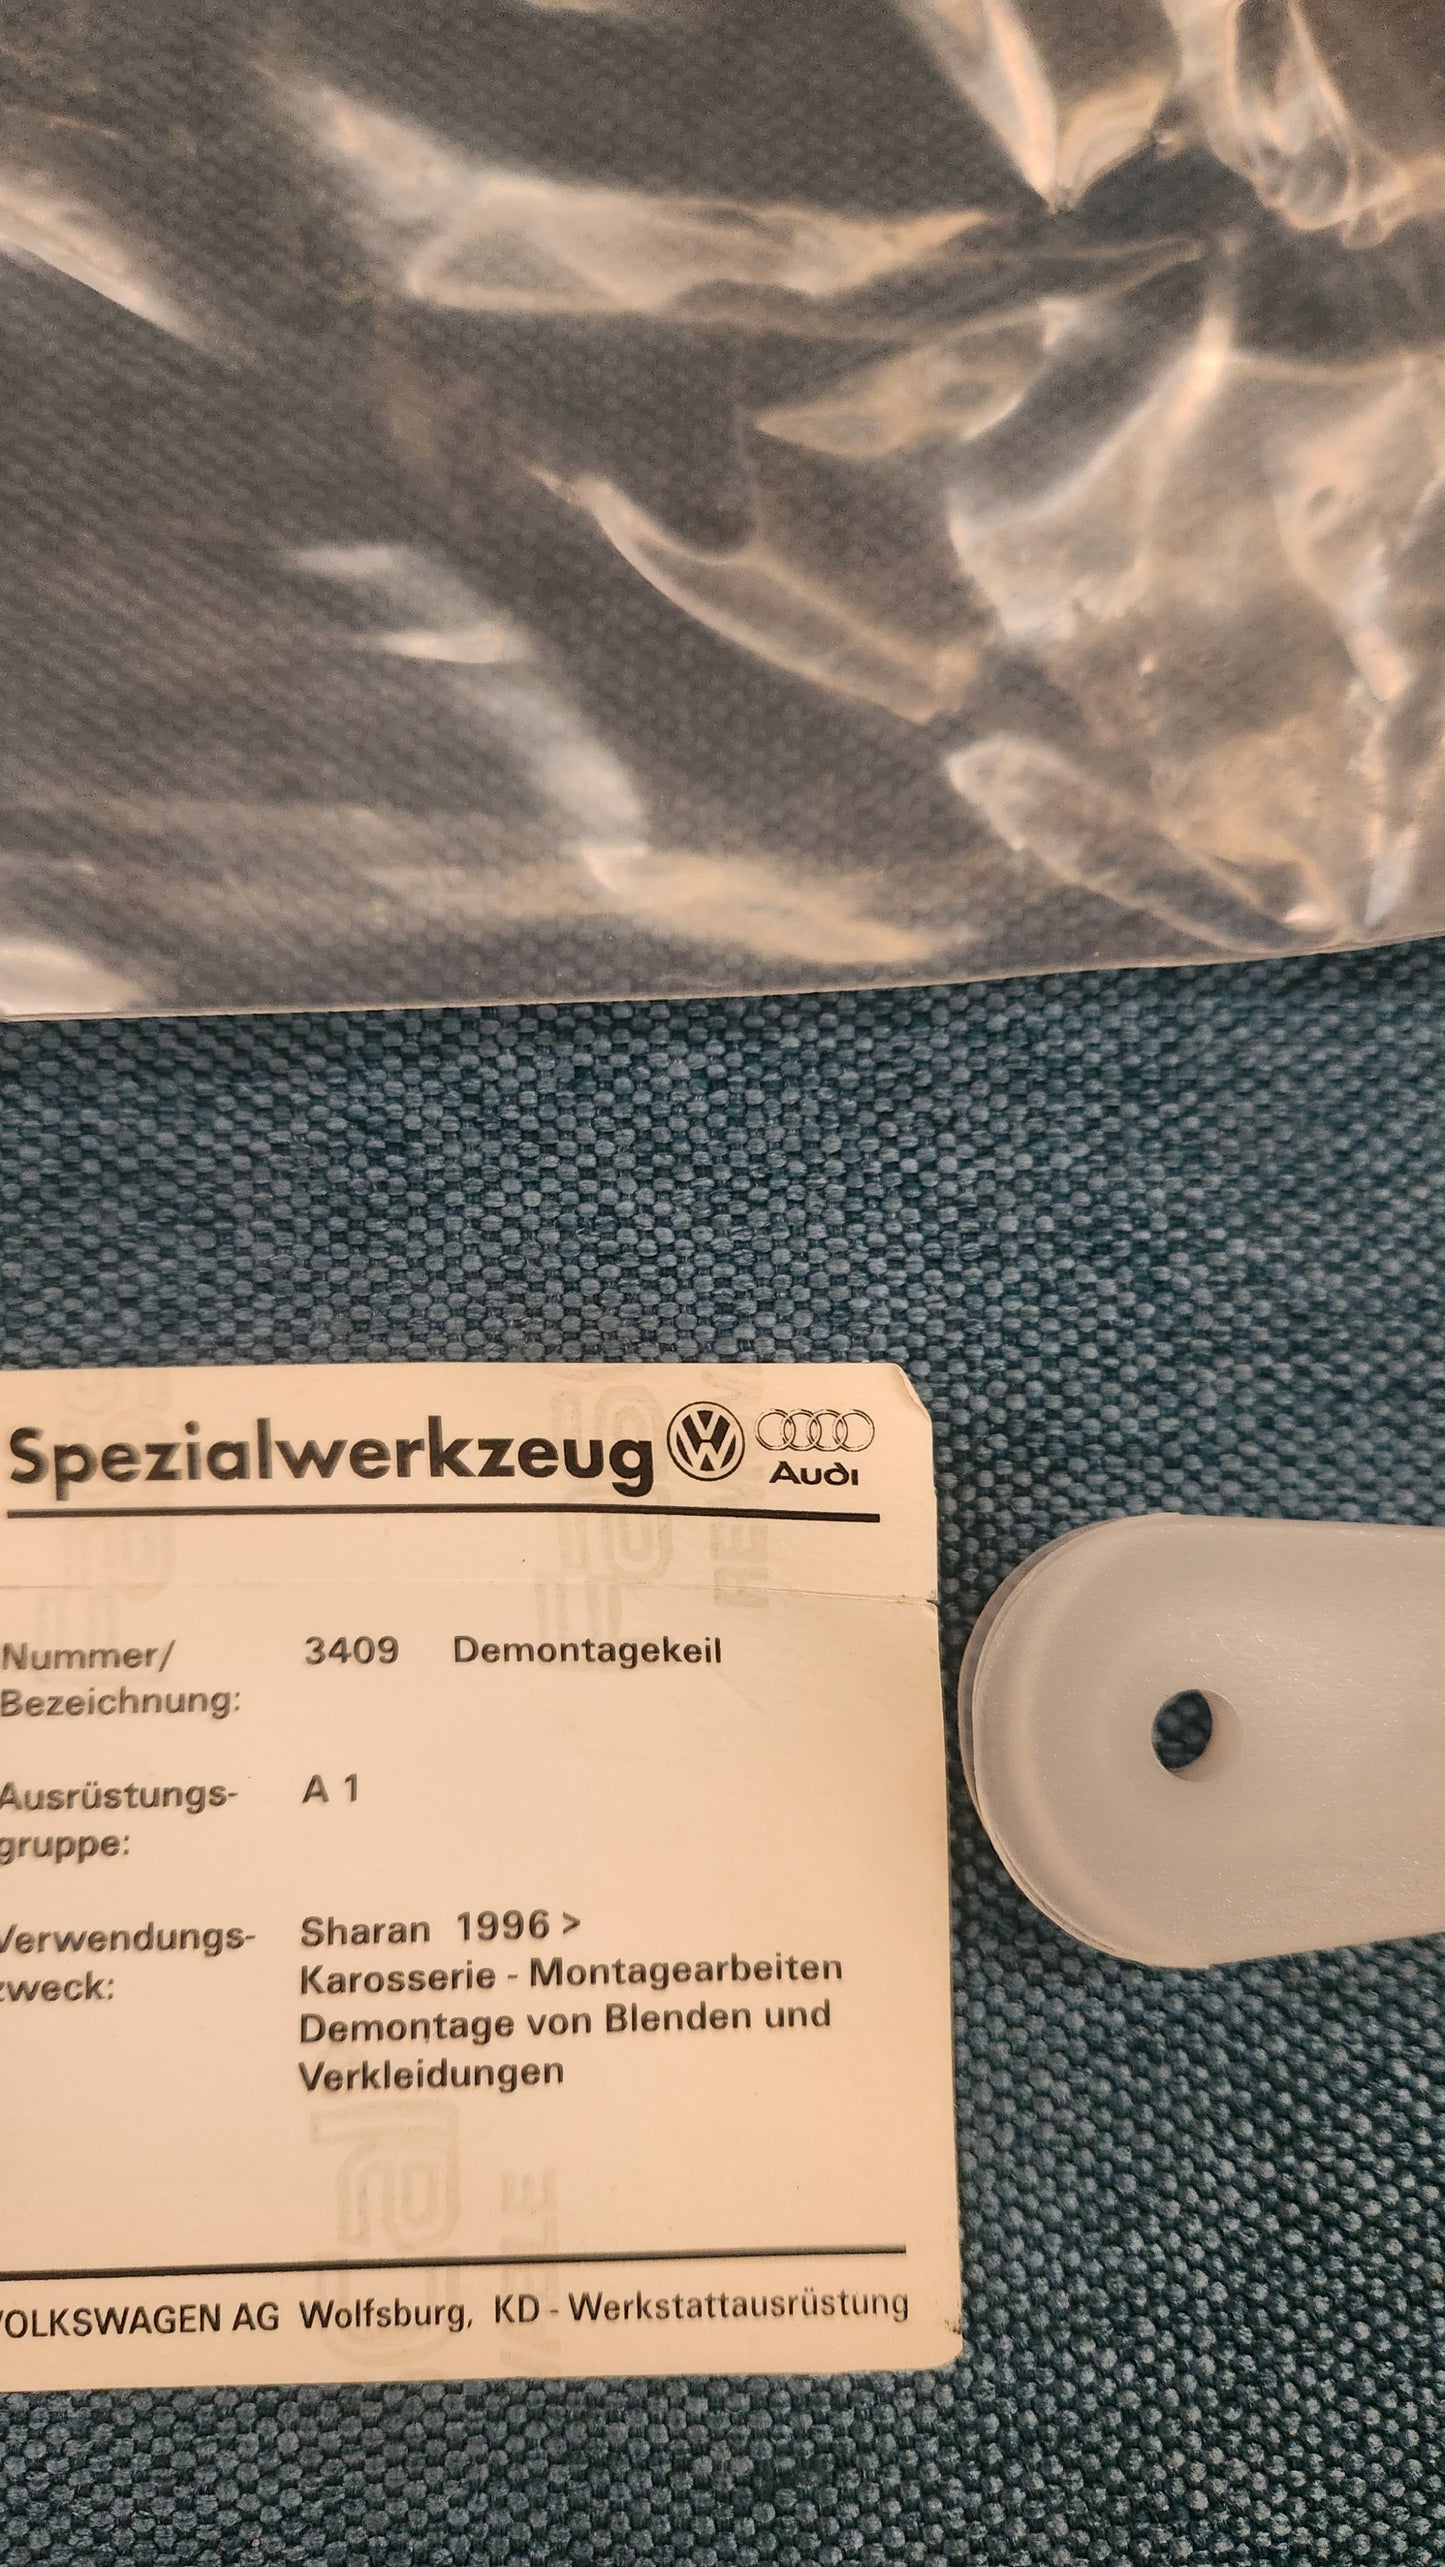 Spezialwerkzeug Audi
Nummer/ 3409 Demontagekeil
Bezeichnung:
Ausrüstungs- A 1
gruppe:
Verwendungs- Sharan 1996 >
zweck: Karosserie - Montagearbeiten
Demontage von Blenden und
Verkleidungen
VOLKSWAGEN AG Wolfsburg, KD - Werkstattausrüstung